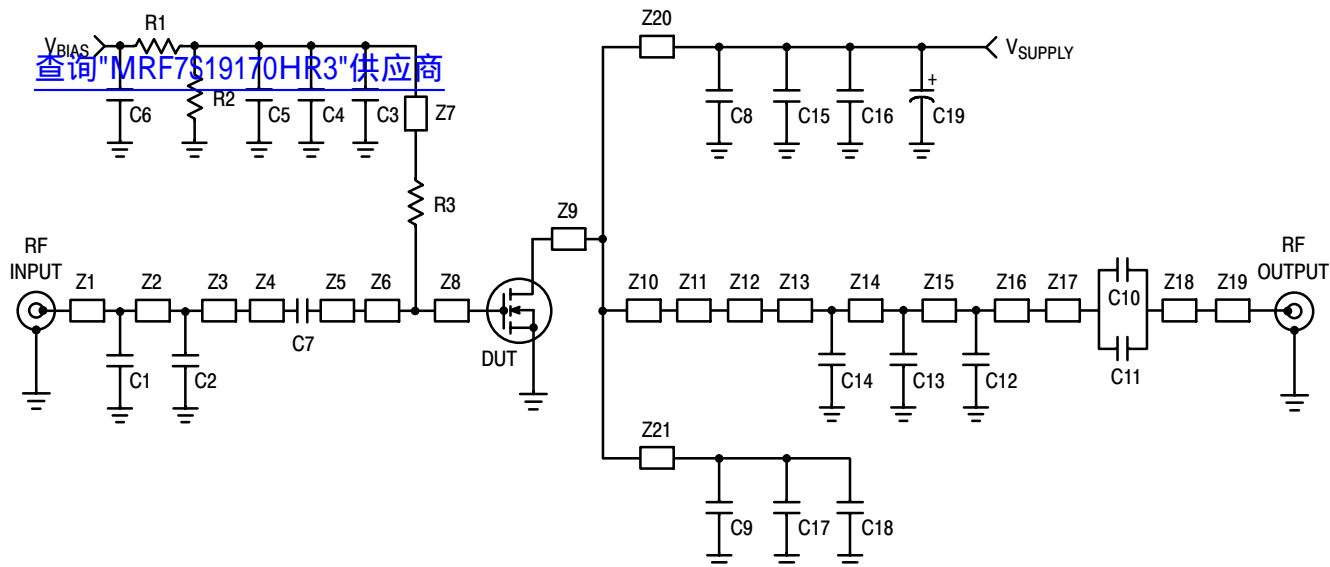 R1
VBIAS
查询"MRF7S19170HR3"供应商
C6
R2
C5
C4
C3
Z7
R3
Z20
VSUPPLY
C8
C15
C16
+
C19
Z9
RF
INPUT
Z1
Z2
Z3
Z4
Z5
Z6
Z8
C7
C1
C2
DUT
Z10
Z11
Z12
Z13
Z14
Z15
Z16
Z17
C10
C11
Z18
Z19
RF
OUTPUT
C14
C13
C12
Z21
C9
C17
C18